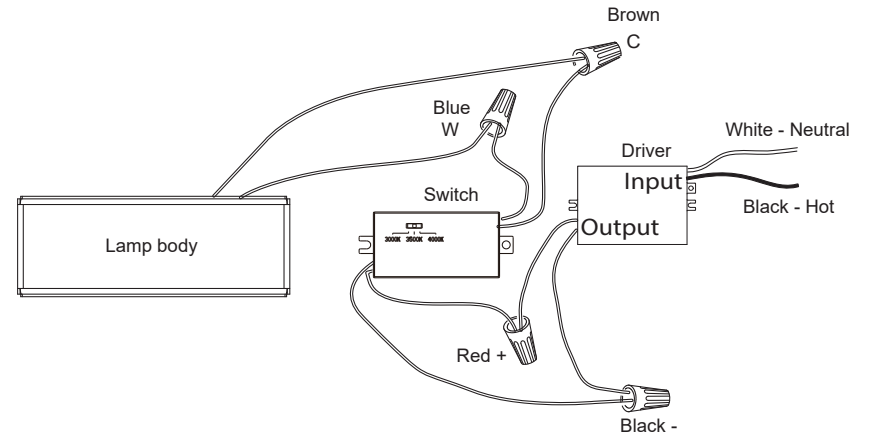 Brown
C
Blue
W
White - Neutral
Driver
Input
Black - Hot
Switch
Output
Lamp body
3000K 3500K 4000K
Red +
Black -